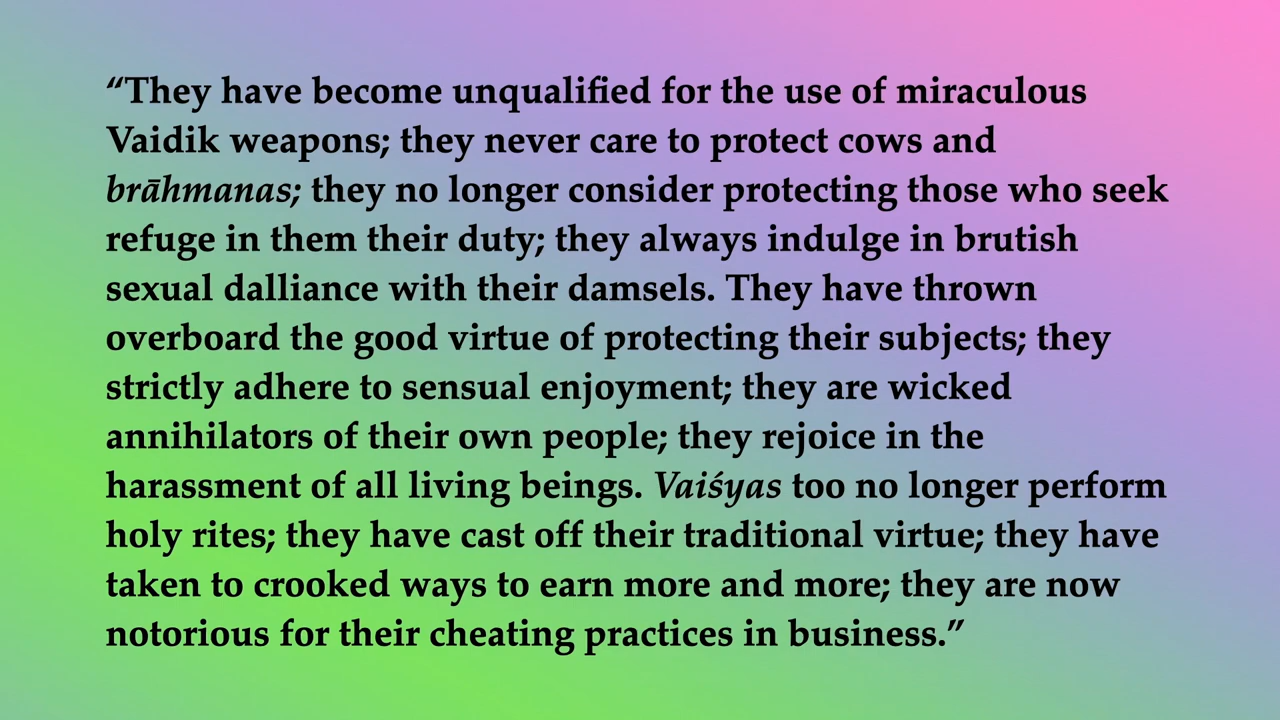 “They have become unqualified for the use of miraculous
Vaidik weapons; they never care to protect cows and
brāhmanas; they no longer consider protecting those who seek
refuge in them their duty; they always indulge in brutish
sexual dalliance with their damsels. They have thrown
overboard the good virtue of protecting their subjects; they
strictly adhere to sensual enjoyment; they are wicked
annihilators of their own people; they rejoice in the
harassment of all living beings. Vaiśyas too no longer perform
holy rites; they have cast off their traditional virtue; they have
taken to crooked ways to earn more and more; they are now
notorious for their cheating practices in business.”